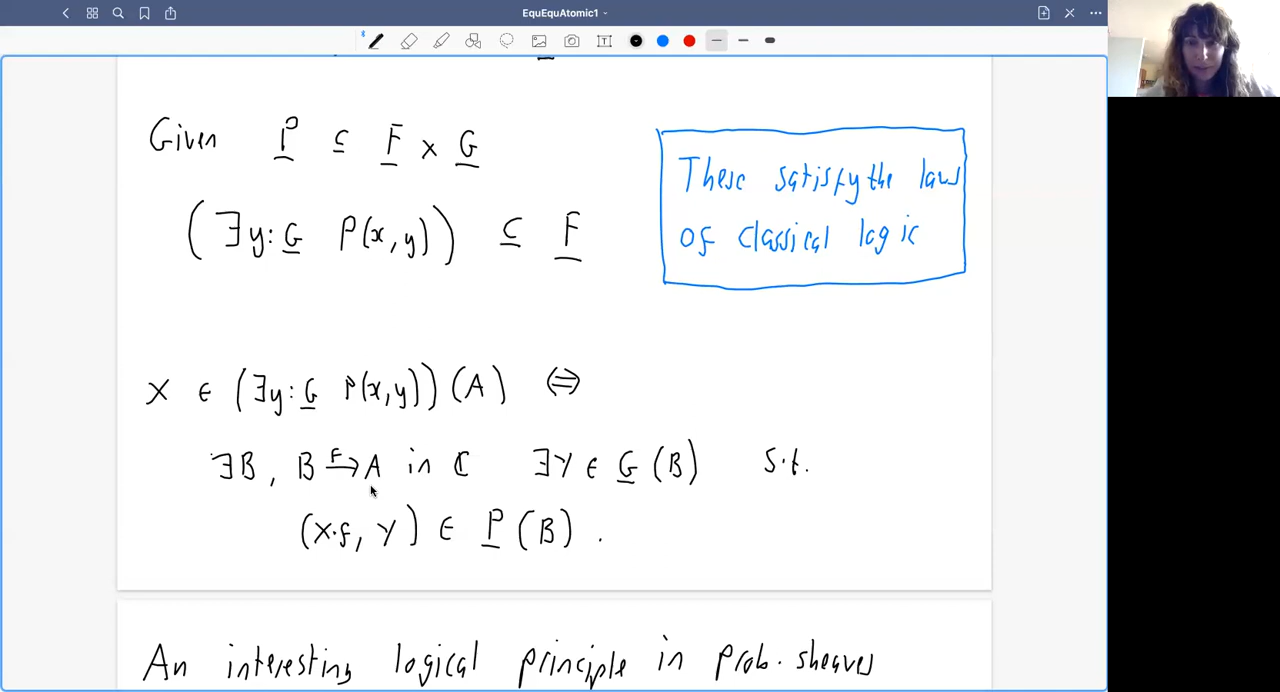 EquEquAtomic1
Given P ⊆ F × G
(∃y: G P(x, y)) ⊆ F
These satisfy the laws
of classical logic
X ∈ (∃y: G P(x, y)) (A) ⇔
∃B, B →f A in ℂ ∃Y ∈ G (B) s.t.
(X·f, Y) ∈ P (B) .
An interesting logical principle in prob. sheaves